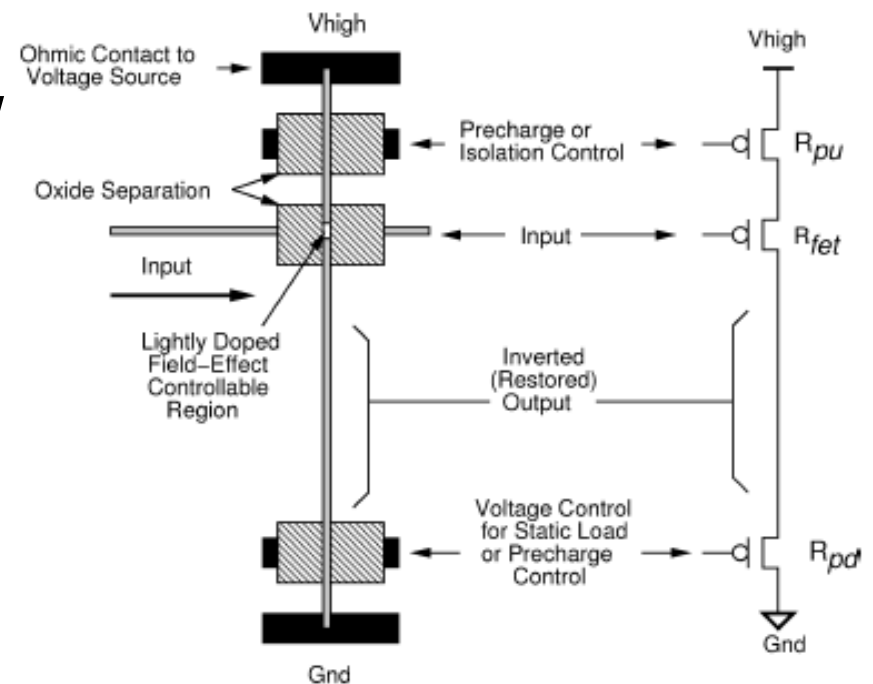 Vhigh
Ohmic Contact to
Voltage Source
Precharge or
Isolation Control
Oxide Separation
Input
Input
Lightly Doped
Field-Effect
Controllable
Region
Inverted
(Restored)
Output
Voltage Control
for Static Load
or Precharge
Control
Gnd
Vhigh
Rpu
Rfet
Rpd
Gnd